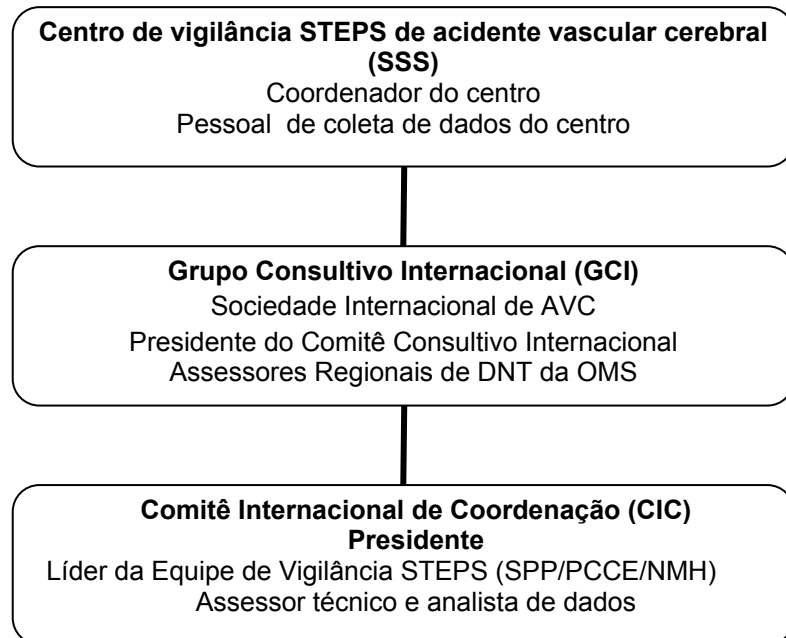 Centro de vigilância STEPS de acidente vascular cerebral
(SSS)
Coordenador do centro
Pessoal de coleta de dados do centro
Grupo Consultivo Internacional (GCI)
Sociedade Internacional de AVC
Presidente do Comitê Consultivo Internacional
Assessores Regionais de DNT da OMS
Comitê Internacional de Coordenação (CIC)
Presidente
Líder da Equipe de Vigilância STEPS (SPP/PCCE/NMH)
Assessor técnico e analista de dados